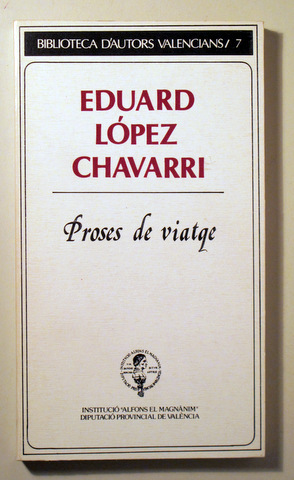 BIBLIOTECA D'AUTORS VALENCIANS/ 7
EDUARD
LÓPEZ
CHAVARRI
Proses de viatge
INSTITUCIÓ "ALFONS EL MAGNÀNIM"
DIPUTACIÓ PROVINCIAL DE VALÈNCIA